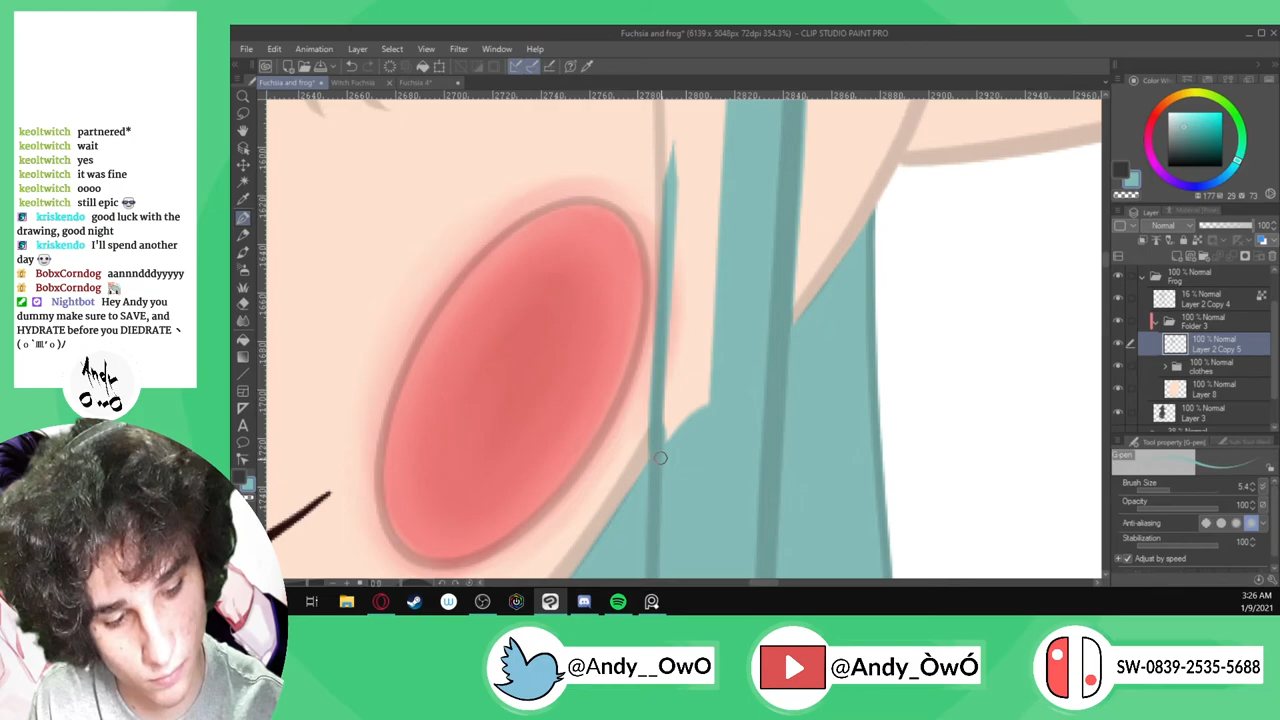 Fuchsia and frog* (6139 x 5048px 72dpi 354.3%) - CLIP STUDIO PAINT PRO
File Edit Animation Layer Select View Filter Window Help
Fuchsia and frog* Witch Fuchsia Fuchsia 4*
2640 2660 2680 2700 2720 2740 2760 2780 2800 2820 2840 2860 2880 2900 2920 2940 2960
keoltwitch partnered*
keoltwitch wait
keoltwitch yes
keoltwitch it was fine
keoltwitch oooo
keoltwitch still epic 😎
kriskendo good luck with the
drawing, good night
kriskendo I'll spend another
day
BobxCorndog aannndddyyyyy
BobxCorndog
Nightbot Hey Andy you
dummy make sure to SAVE, and
HYDRATE before you DIEDRATE ヽ
Andy
Color Wh
177 29 73
Layer
Normal 100
100 % Normal
Frog
16 % Normal
Layer 2 Copy 4
100 % Normal
Folder 3
100 % Normal
Layer 2 Copy 5
100 % Normal
clothes
100 % Normal
Layer 8
100 % Normal
Layer 3
Tool property (G-pen)
G-pen
Brush Size 5.4
Opacity 100
Anti-aliasing
Stabilization 100
Adjust by speed
3:26 AM
1/9/2021
@Andy__OwO
@Andy_ÒwÓ
SW-0839-2535-5688